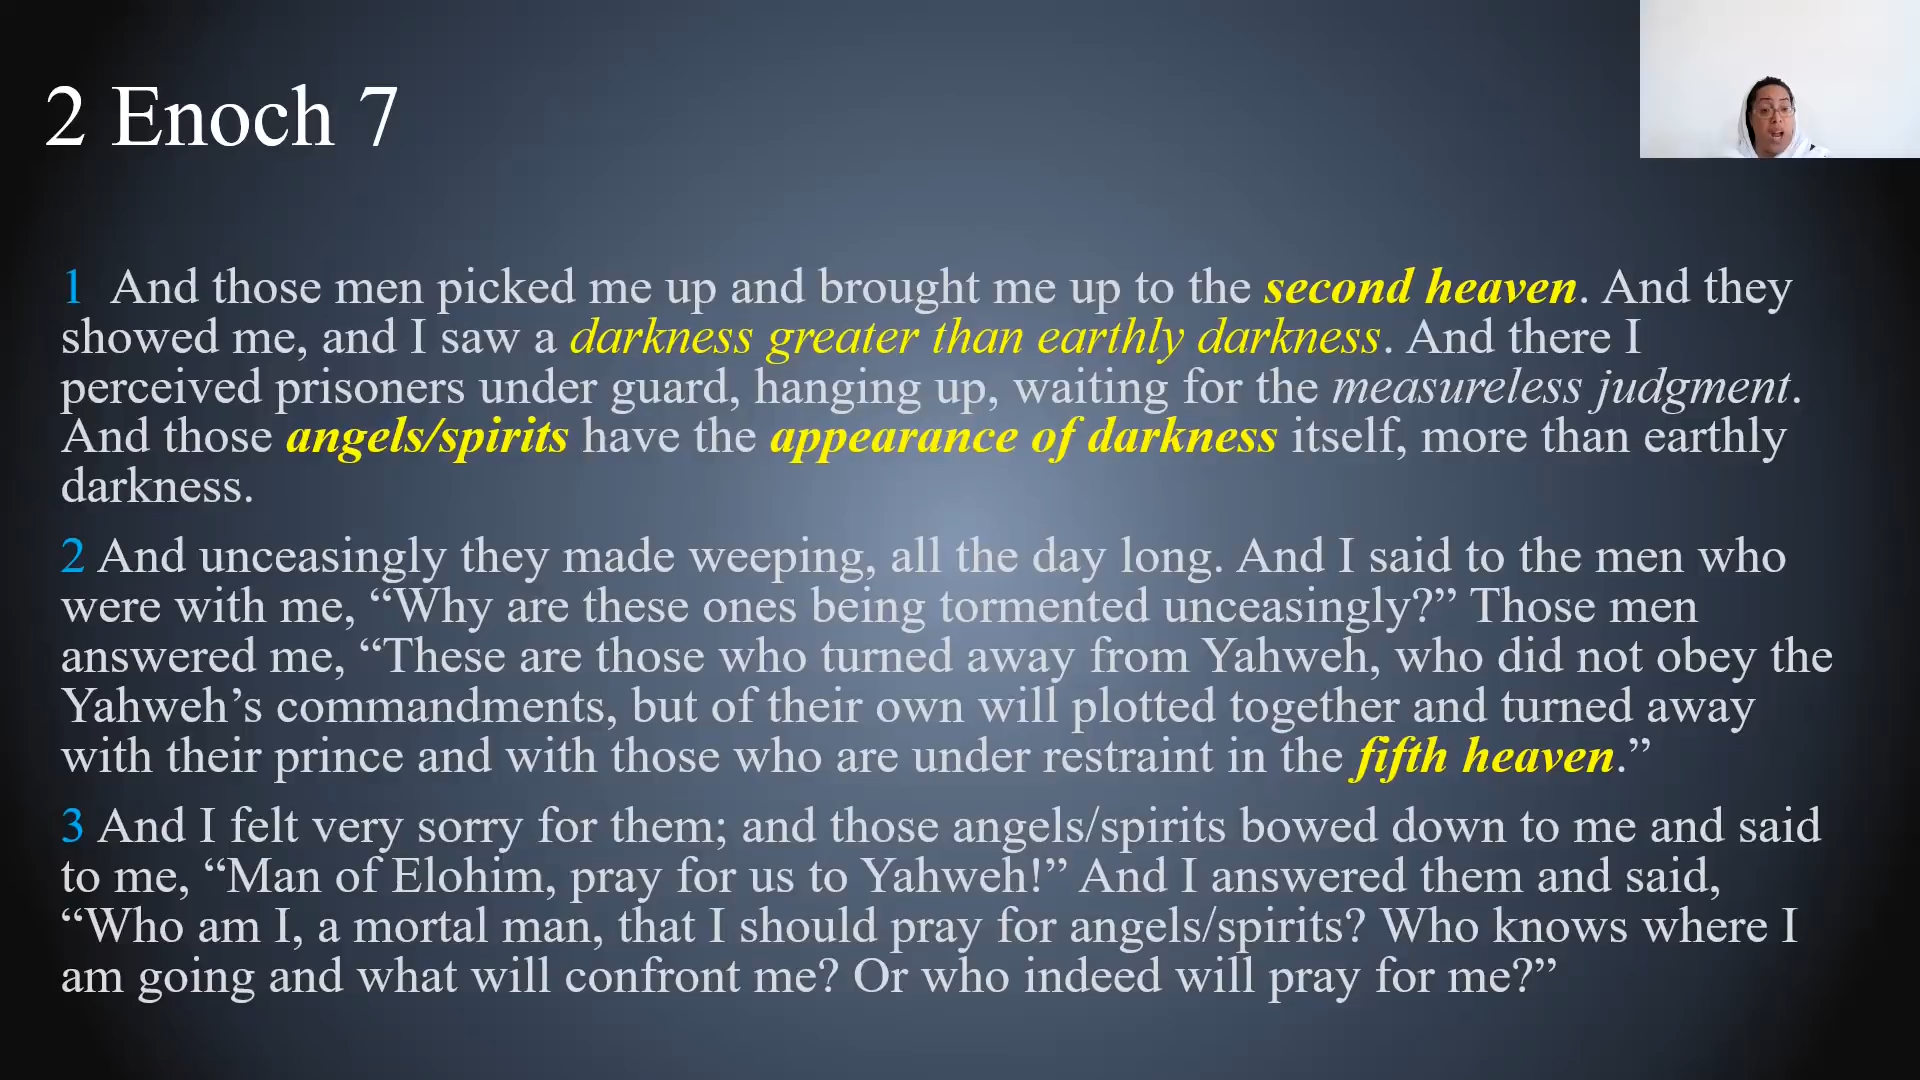 2 Enoch 7
1 And those men picked me up and brought me up to the second heaven. And they
showed me, and I saw a darkness greater than earthly darkness. And there I
perceived prisoners under guard, hanging up, waiting for the measureless judgment.
And those angels/spirits have the appearance of darkness itself, more than earthly
darkness.
2 And unceasingly they made weeping, all the day long. And I said to the men who
were with me, “Why are these ones being tormented unceasingly?” Those men
answered me, “These are those who turned away from Yahweh, who did not obey the
Yahweh’s commandments, but of their own will plotted together and turned away
with their prince and with those who are under restraint in the fifth heaven.”
3 And I felt very sorry for them; and those angels/spirits bowed down to me and said
to me, “Man of Elohim, pray for us to Yahweh!” And I answered them and said,
“Who am I, a mortal man, that I should pray for angels/spirits? Who knows where I
am going and what will confront me? Or who indeed will pray for me?”